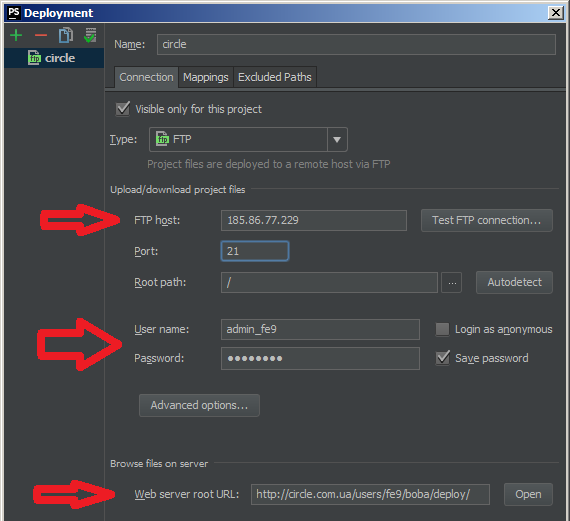 PS Deployment
circle
Name: circle
Connection Mappings Excluded Paths
Visible only for this project
Type: FTP
Project files are deployed to a remote host via FTP
Upload/download project files
FTP host: 185.86.77.229 Test FTP connection...
Port: 21
Root path: / ... Autodetect
User name: admin_fe9 Login as anonymous
Password: ●●●●●●●● Save password
Advanced options...
Browse files on server
Web server root URL: http://circle.com.ua/users/fe9/boba/deploy/ Open